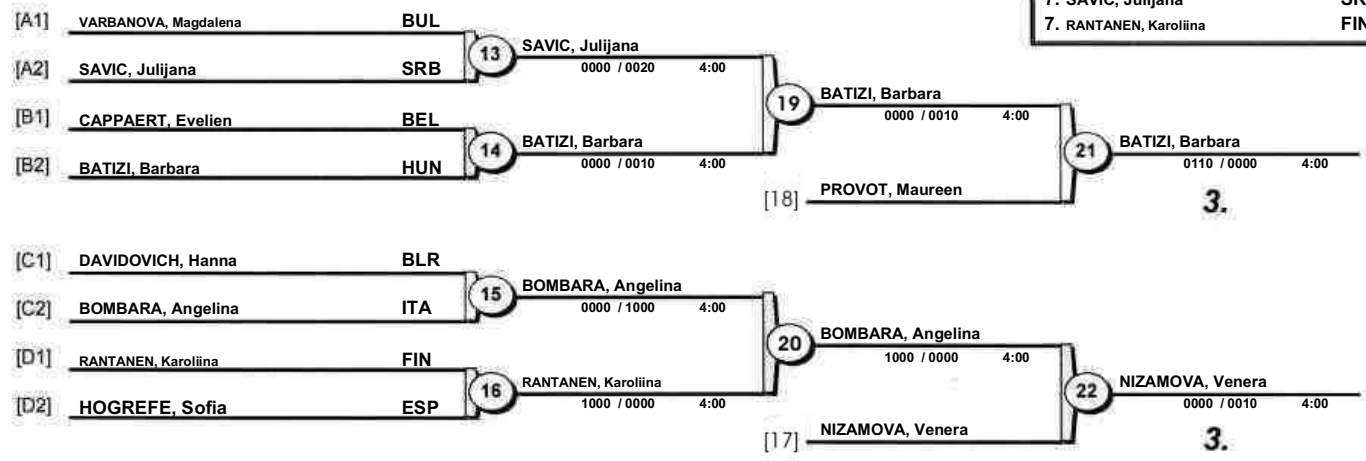 7. SAVIC, Julijana SR
7. RANTANEN, Karoliina FIN
[A1] VARBANOVA, Magdalena BUL
13 SAVIC, Julijana
0000 / 0020 4:00
[A2] SAVIC, Julijana SRB
19 BATIZI, Barbara
0000 / 0010 4:00
[B1] CAPPAERT, Evelien BEL
14 BATIZI, Barbara
0000 / 0010 4:00
21 BATIZI, Barbara
0110 / 0000 4:00
[B2] BATIZI, Barbara HUN
[18] PROVOT, Maureen
3.
[C1] DAVIDOVICH, Hanna BLR
15 BOMBARA, Angelina
0000 / 1000 4:00
[C2] BOMBARA, Angelina ITA
20 BOMBARA, Angelina
1000 / 0000 4:00
[D1] RANTANEN, Karoliina FIN
16 RANTANEN, Karoliina
1000 / 0000 4:00
22 NIZAMOVA, Venera
0000 / 0010 4:00
[D2] HOGREFE, Sofia ESP
[17] NIZAMOVA, Venera
3.